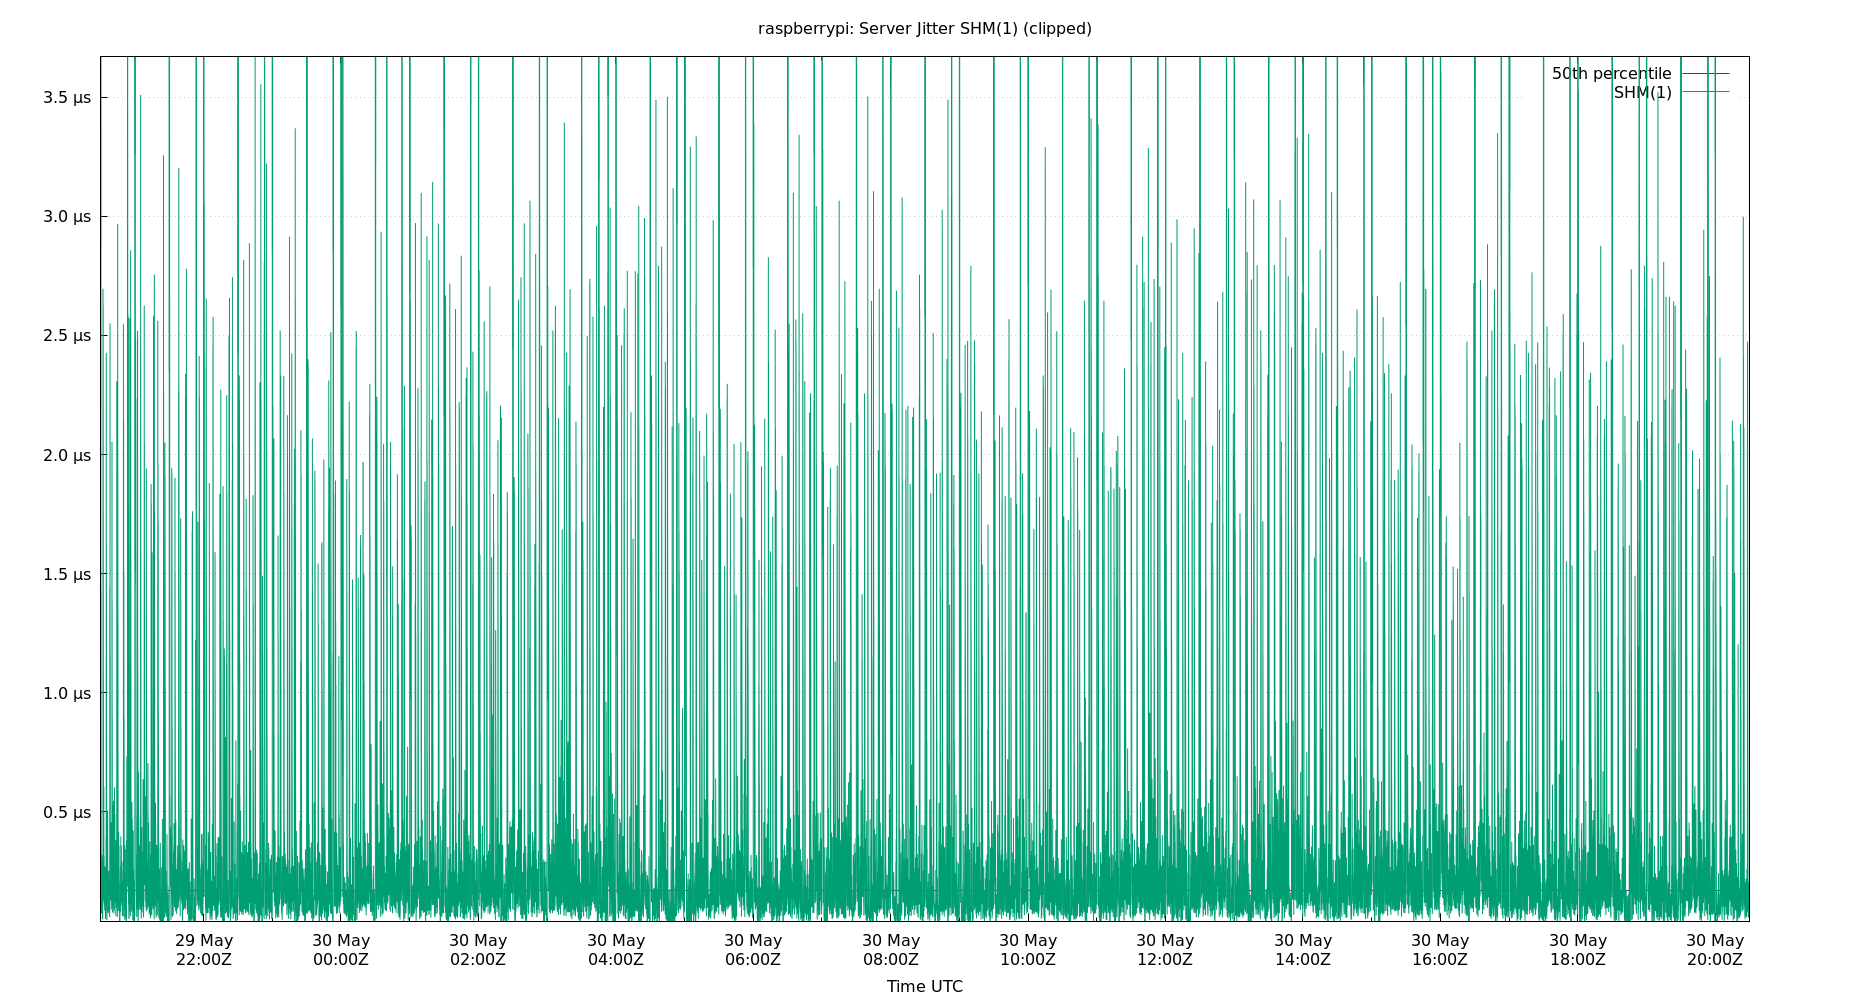 raspberrypi: Server Jitter SHM(1) (clipped)
50th percentile
SHM(1)
3.5 µs
3.0 µs
2.5 µs
2.0 µs
1.5 µs
1.0 µs
0.5 µs
29 May 30 May 30 May 30 May 30 May 30 May 30 May 30 May 30 May 30 May 30 May 30 May
22:00Z 00:00Z 02:00Z 04:00Z 06:00Z 08:00Z 10:00Z 12:00Z 14:00Z 16:00Z 18:00Z 20:00Z
Time UTC